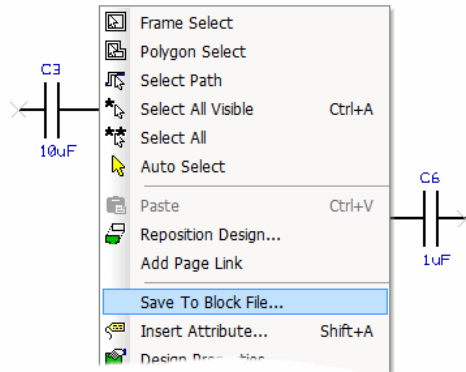 Frame Select
Polygon Select
C3
Select Path
Select All Visible Ctrl+A
Select All
10uF
Auto Select
C6
Paste Ctrl+V
Reposition Design...
Add Page Link
1uF
Save To Block File...
Insert Attribute... Shift+A
Design